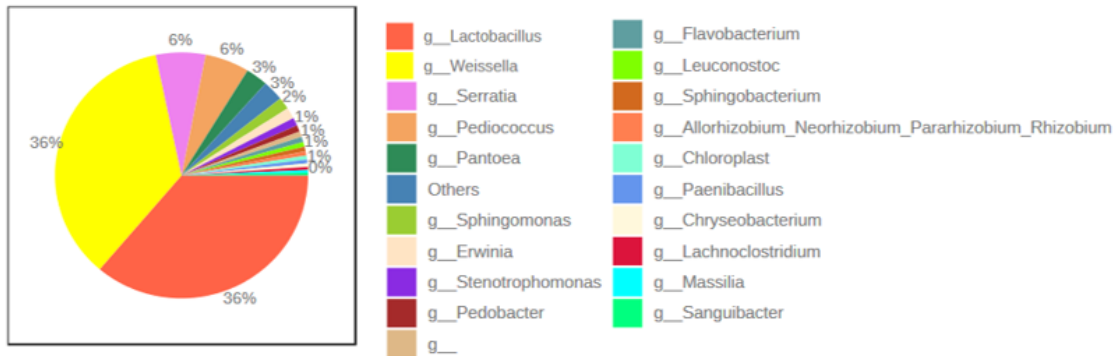 6%
6%
3%
3%
2%
1%
1%
1%
1%
0%
36%
36%
g__Lactobacillus
g__Weissella
g__Serratia
g__Pediococcus
g__Pantoea
Others
g__Sphingomonas
g__Erwinia
g__Stenotrophomonas
g__Pedobacter
g__
g__Flavobacterium
g__Leuconostoc
g__Sphingobacterium
g__Allorhizobium_Neorhizobium_Pararhizobium_Rhizobium
g__Chloroplast
g__Paenibacillus
g__Chryseobacterium
g__Lachnoclostridium
g__Massilia
g__Sanguibacter